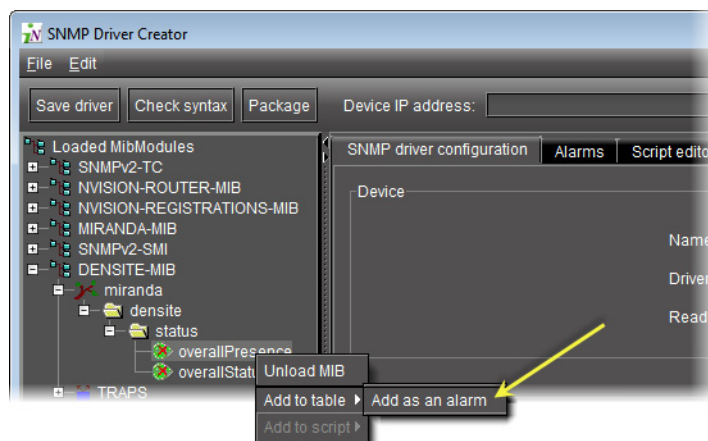 SNMP Driver Creator
File Edit
Save driver Check syntax Package Device IP address:
Loaded MibModules
SNMPv2-TC
NVISION-ROUTER-MIB
NVISION-REGISTRATIONS-MIB
MIRANDA-MIB
SNMPv2-SMI
DENSITE-MIB
miranda
densite
status
overallPresence
overallStatu
TRAPS
SNMP driver configuration Alarms Script edito
Device
Name
Driver
Read
Unload MIB
Add to table Add as an alarm
Add to script